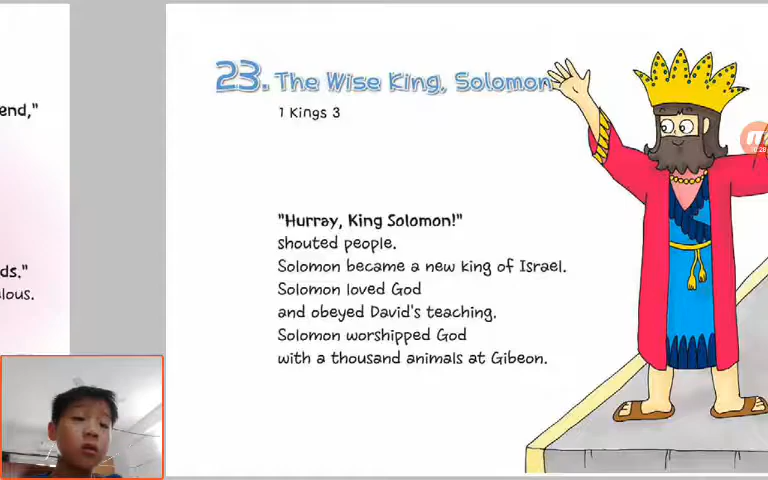 end,"
ds."
lous.
23. The Wise King, Solomon
1 Kings 3
"Hurray, King Solomon!"
shouted people.
Solomon became a new king of Israel.
Solomon loved God
and obeyed David's teaching.
Solomon worshipped God
with a thousand animals at Gibeon.